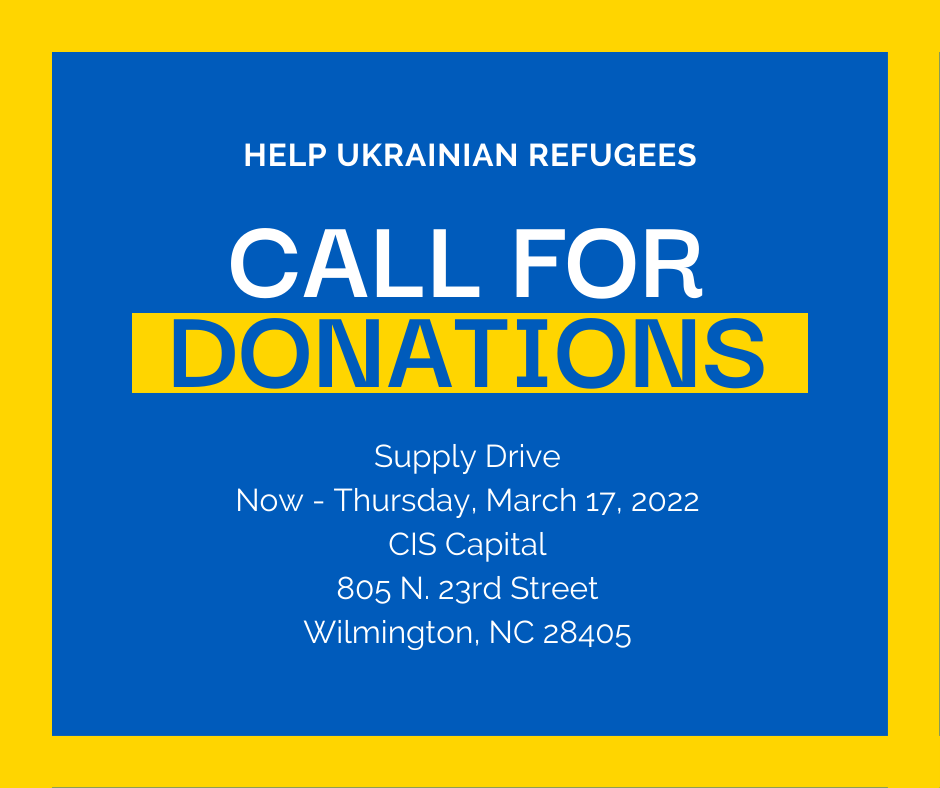 HELP UKRAINIAN REFUGEES
CALL FOR
DONATIONS
Supply Drive
Now - Thursday, March 17, 2022
CIS Capital
805 N. 23rd Street
Wilmington, NC 28405